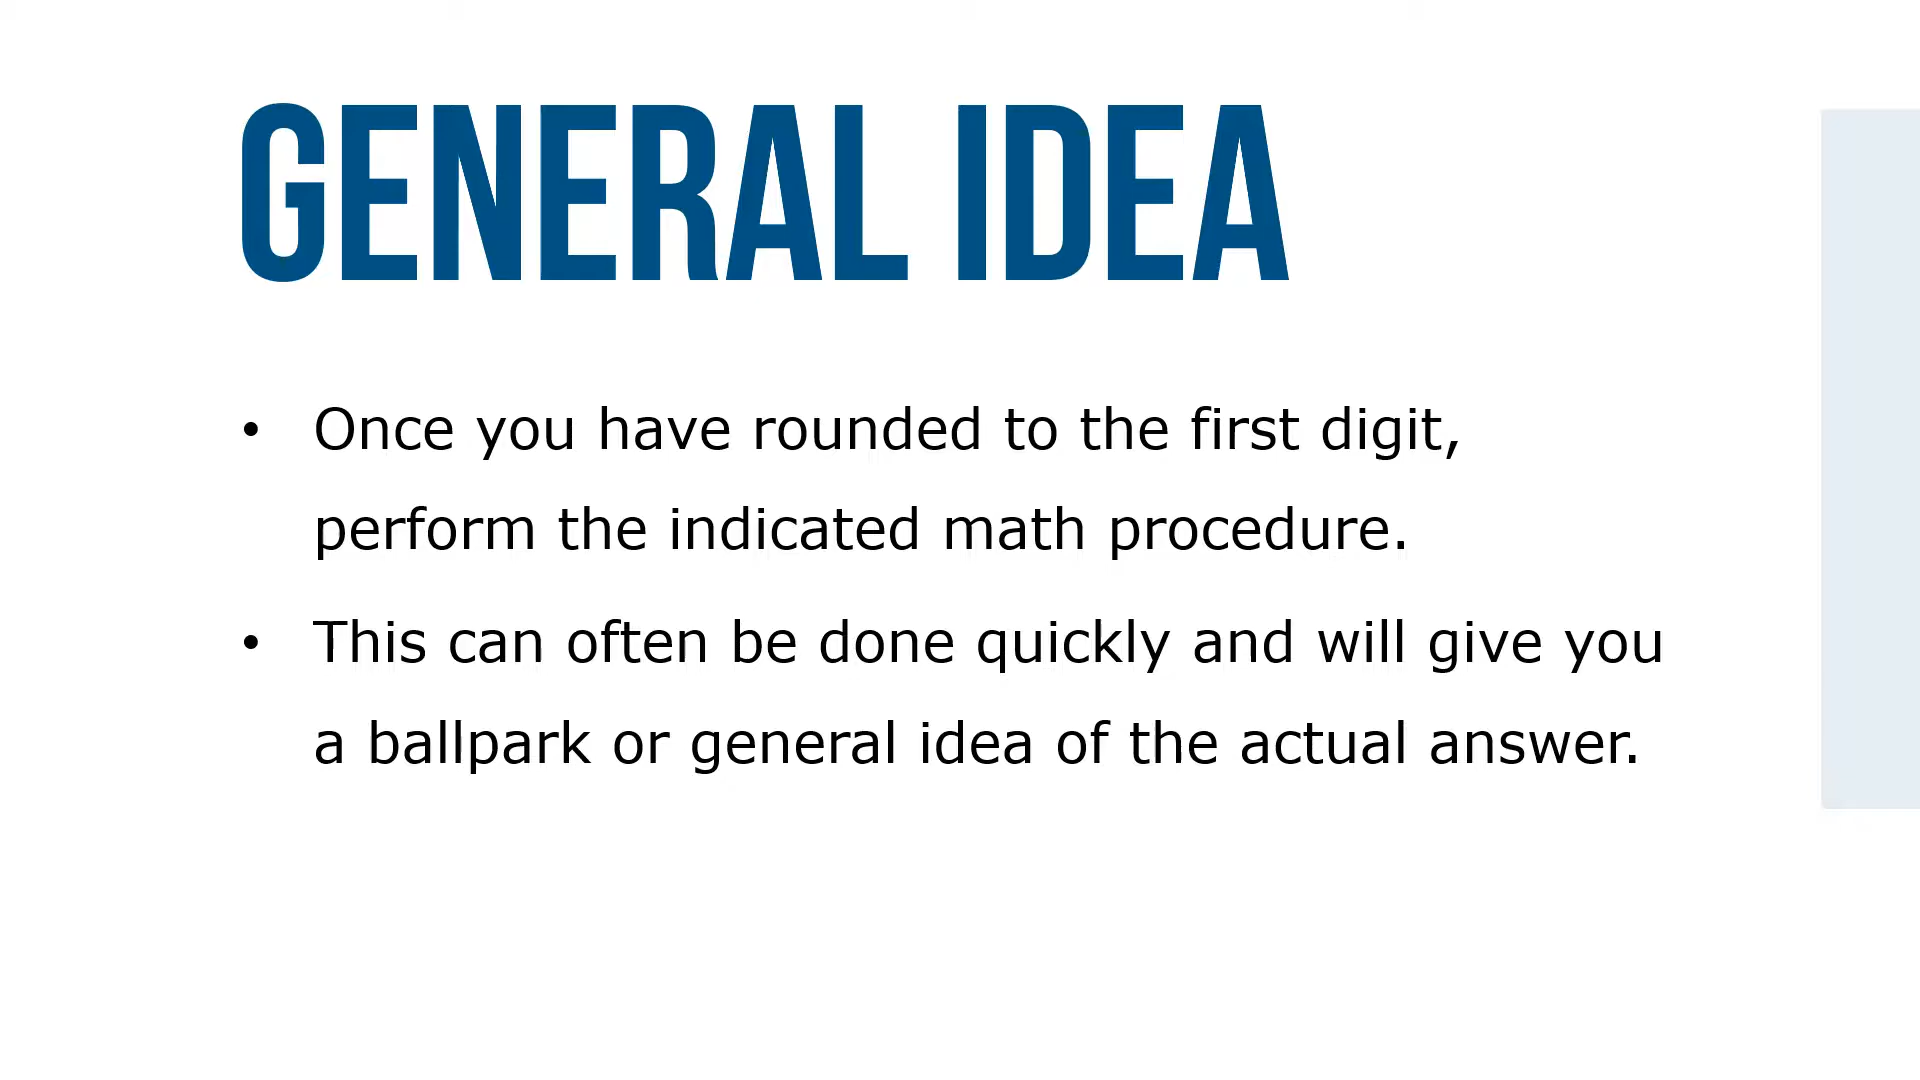 GENERAL IDEA
• Once you have rounded to the first digit,
perform the indicated math procedure.
• This can often be done quickly and will give you
a ballpark or general idea of the actual answer.